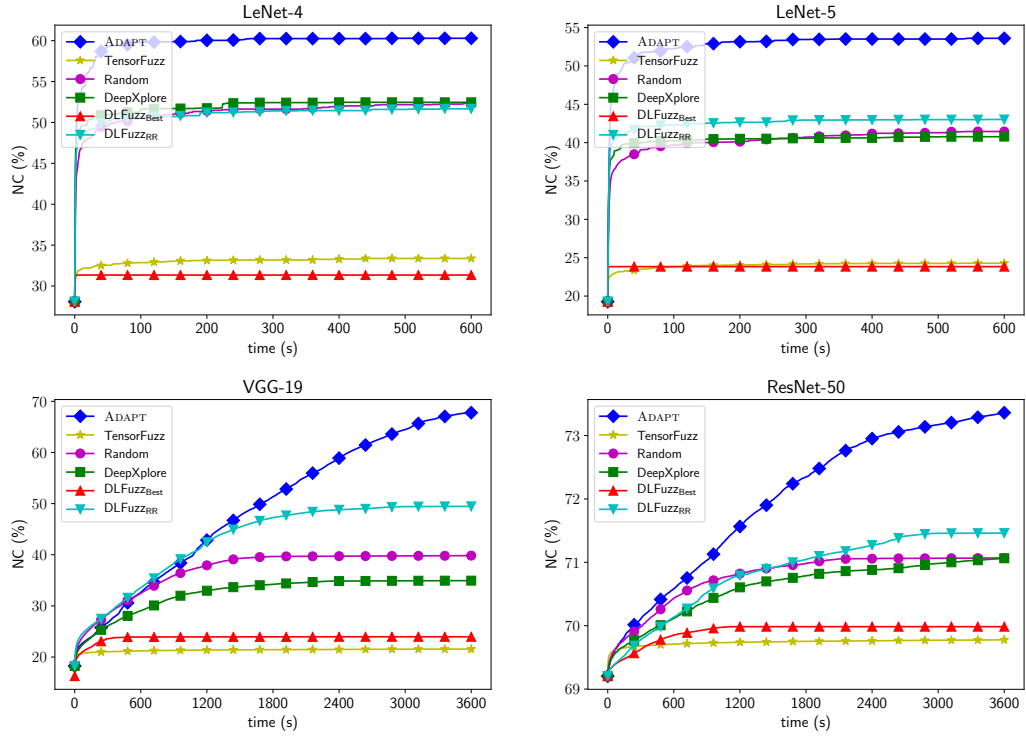 LeNet-4
NC (%)
60
55
50
45
40
35
30
ADAPT
TensorFuzz
Random
DeepXplore
DLFuzzBest
DLFuzzRR
0 100 200 300 400 500 600
time (s)
LeNet-5
NC (%)
55
50
45
40
35
30
25
20
ADAPT
TensorFuzz
Random
DeepXplore
DLFuzzBest
DLFuzzRR
0 100 200 300 400 500 600
time (s)
VGG-19
NC (%)
70
60
50
40
30
20
ADAPT
TensorFuzz
Random
DeepXplore
DLFuzzBest
DLFuzzRR
0 600 1200 1800 2400 3000 3600
time (s)
ResNet-50
NC (%)
73
72
71
70
69
ADAPT
TensorFuzz
Random
DeepXplore
DLFuzzBest
DLFuzzRR
0 600 1200 1800 2400 3000 3600
time (s)